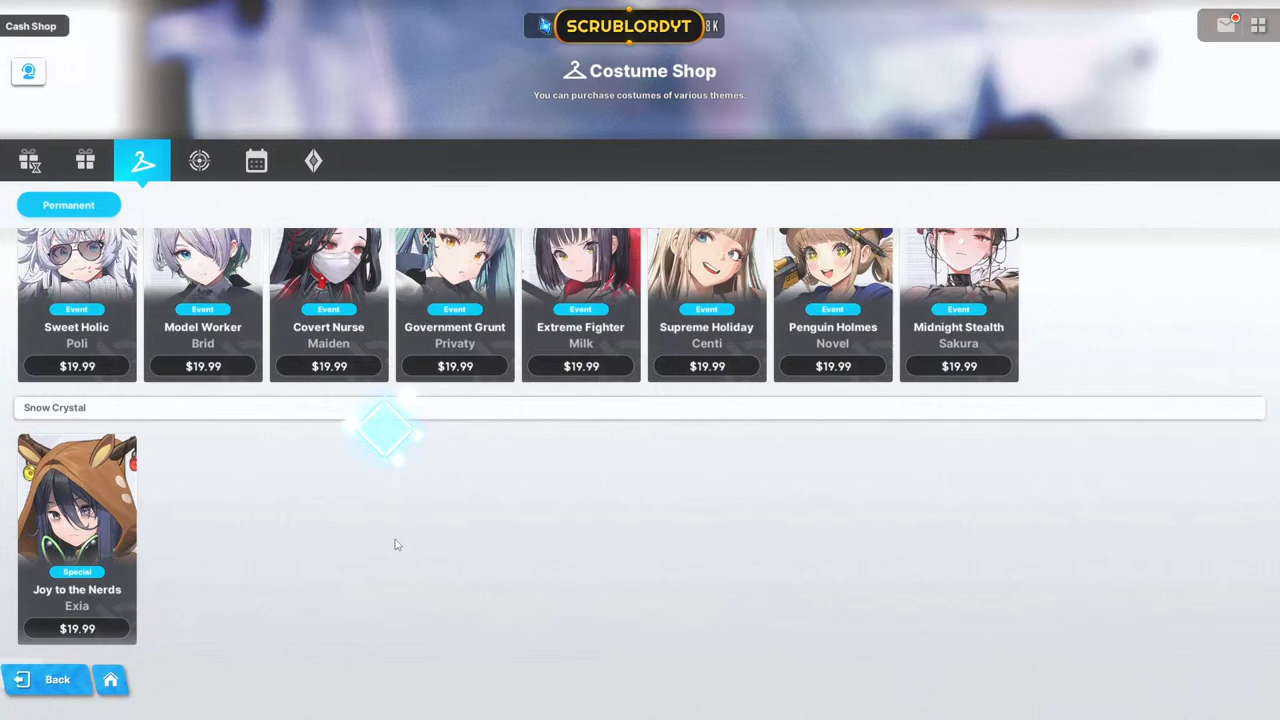 Cash Shop
SCRUBLORDYT
8 K
Costume Shop
You can purchase costumes of various themes.
Permanent
Event Event Event Event Event Event Event Event
Sweet Holic Model Worker Covert Nurse Government Grunt Extreme Fighter Supreme Holiday Penguin Holmes Midnight Stealth
Poli Brid Maiden Privaty Milk Centi Novel Sakura
$19.99 $19.99 $19.99 $19.99 $19.99 $19.99 $19.99 $19.99
Snow Crystal
Special
Joy to the Nerds
Exia
$19.99
Back